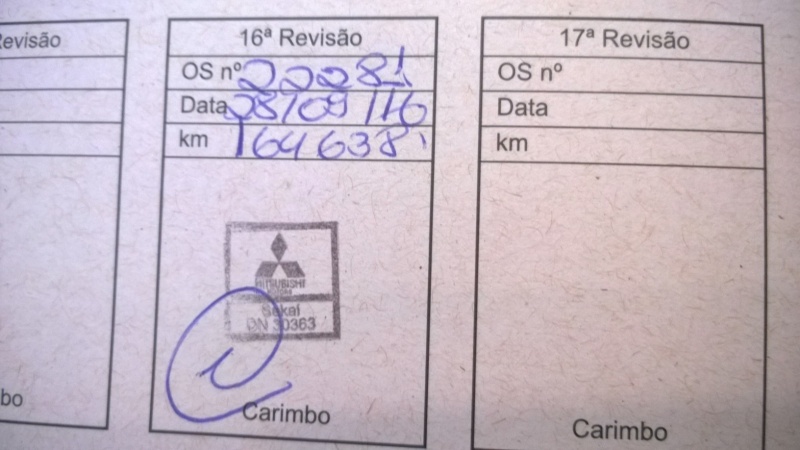 Revisão
bo
16ª Revisão
OS nº 22281
Data 28/09/16
km 164638
MITSUBISHI
Sakai
DN 30363
Carimbo
17ª Revisão
OS nº
Data
km
Carimbo